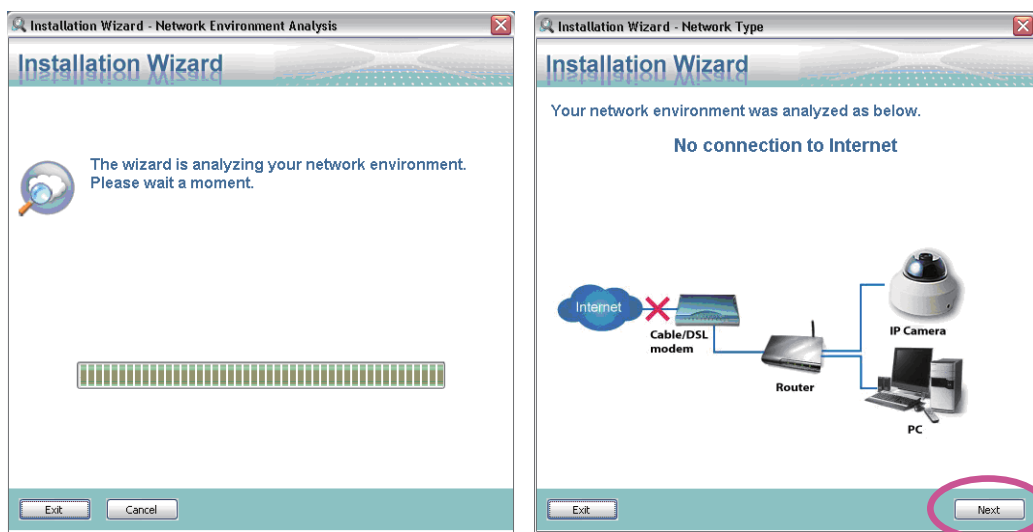 Installation Wizard - Network Environment Analysis
Installation Wizard
The wizard is analyzing your network environment.
Please wait a moment.
Exit
Cancel
Installation Wizard - Network Type
Installation Wizard
Your network environment was analyzed as below.
No connection to Internet
Internet
Cable/DSL
modem
IP Camera
Router
PC
Exit
Next